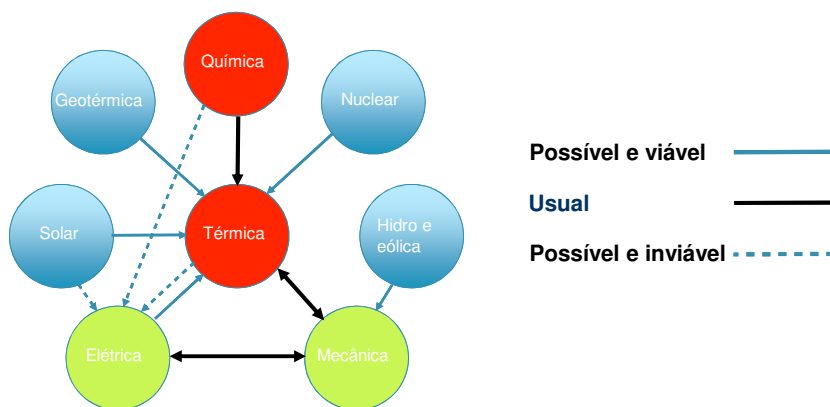 Química
Geotérmica
Nuclear
Possível e viável
Usual
Solar
Térmica
Hidro e
eólica
Possível e inviável
Elétrica
Mecânica